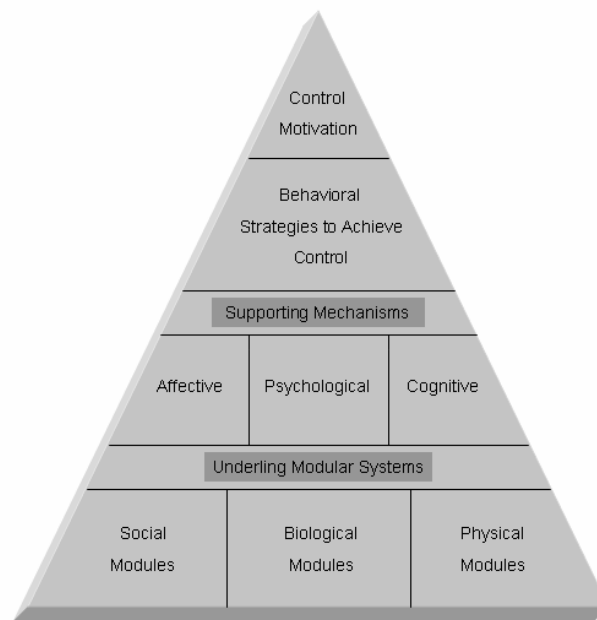 Control
Motivation
Behavioral
Strategies to Achieve
Control
Supporting Mechanisms
Affective
Psychological
Cognitive
Underling Modular Systems
Social
Modules
Biological
Modules
Physical
Modules